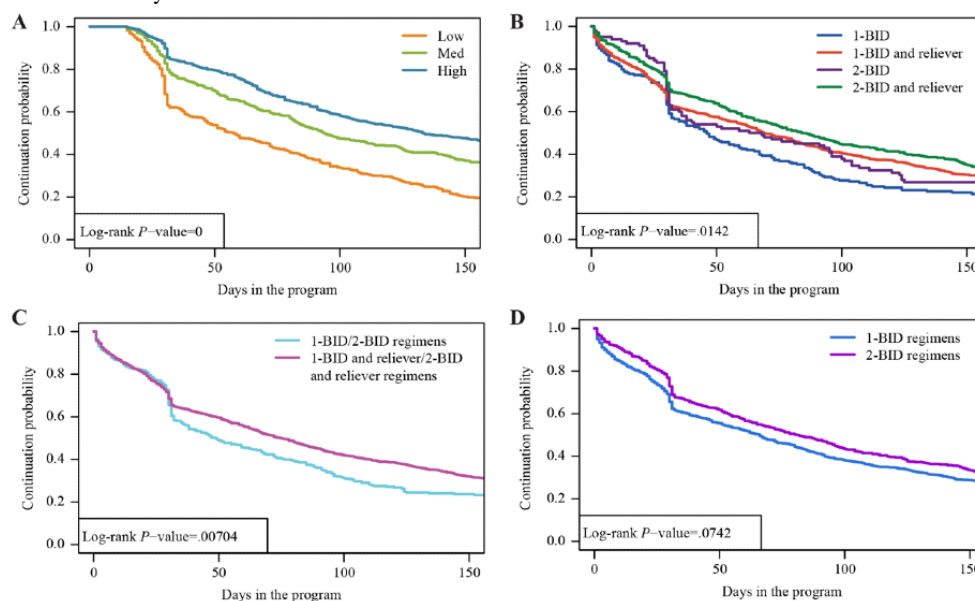 A
Low
Med
High
Continuation probability
1.0
0.8
0.6
0.4
0.2
0.0
Log-rank P−value=0
0
50
100
150
Days in the program
B
1-BID
1-BID and reliever
2-BID
2-BID and reliever
Continuation probability
1.0
0.8
0.6
0.4
0.2
0.0
Log-rank P−value=.0142
0
50
100
150
Days in the program
C
1-BID/2-BID regimens
1-BID and reliever/2-BID
and reliever regimens
Continuation probability
1.0
0.8
0.6
0.4
0.2
0.0
Log-rank P−value=.00704
0
50
100
150
Days in the program
D
1-BID regimens
2-BID regimens
Continuation probability
1.0
0.8
0.6
0.4
0.2
0.0
Log-rank P−value=.0742
0
50
100
150
Days in the program